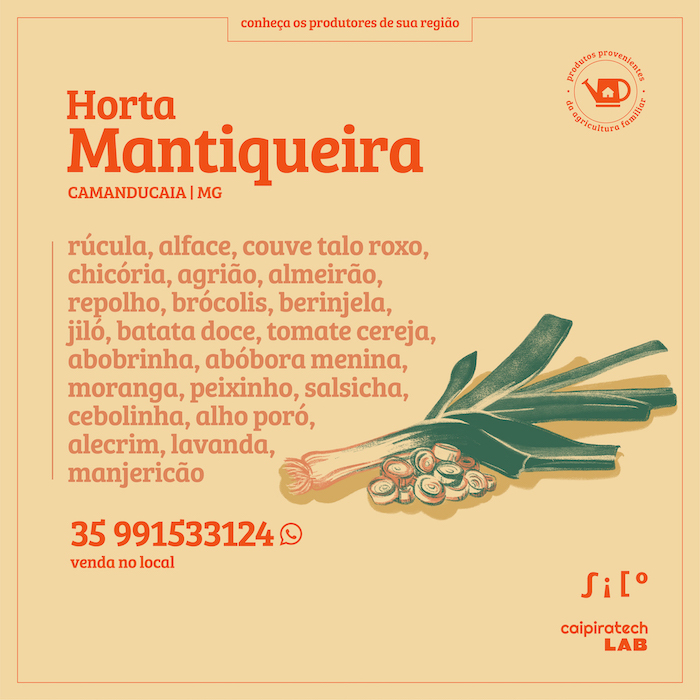 conheça os produtores de sua região
produtos provenientes
da agricultura familiar
Horta
Mantiqueira
CAMANDUCAIA | MG
rúcula, alface, couve talo roxo,
chicória, agrião, almeirão,
repolho, brócolis, berinjela,
jiló, batata doce, tomate cereja,
abobrinha, abóbora menina,
moranga, peixinho, salsicha,
cebolinha, alho poró,
alecrim, lavanda,
manjericão
35 991533124
venda no local
caipiratech
LAB